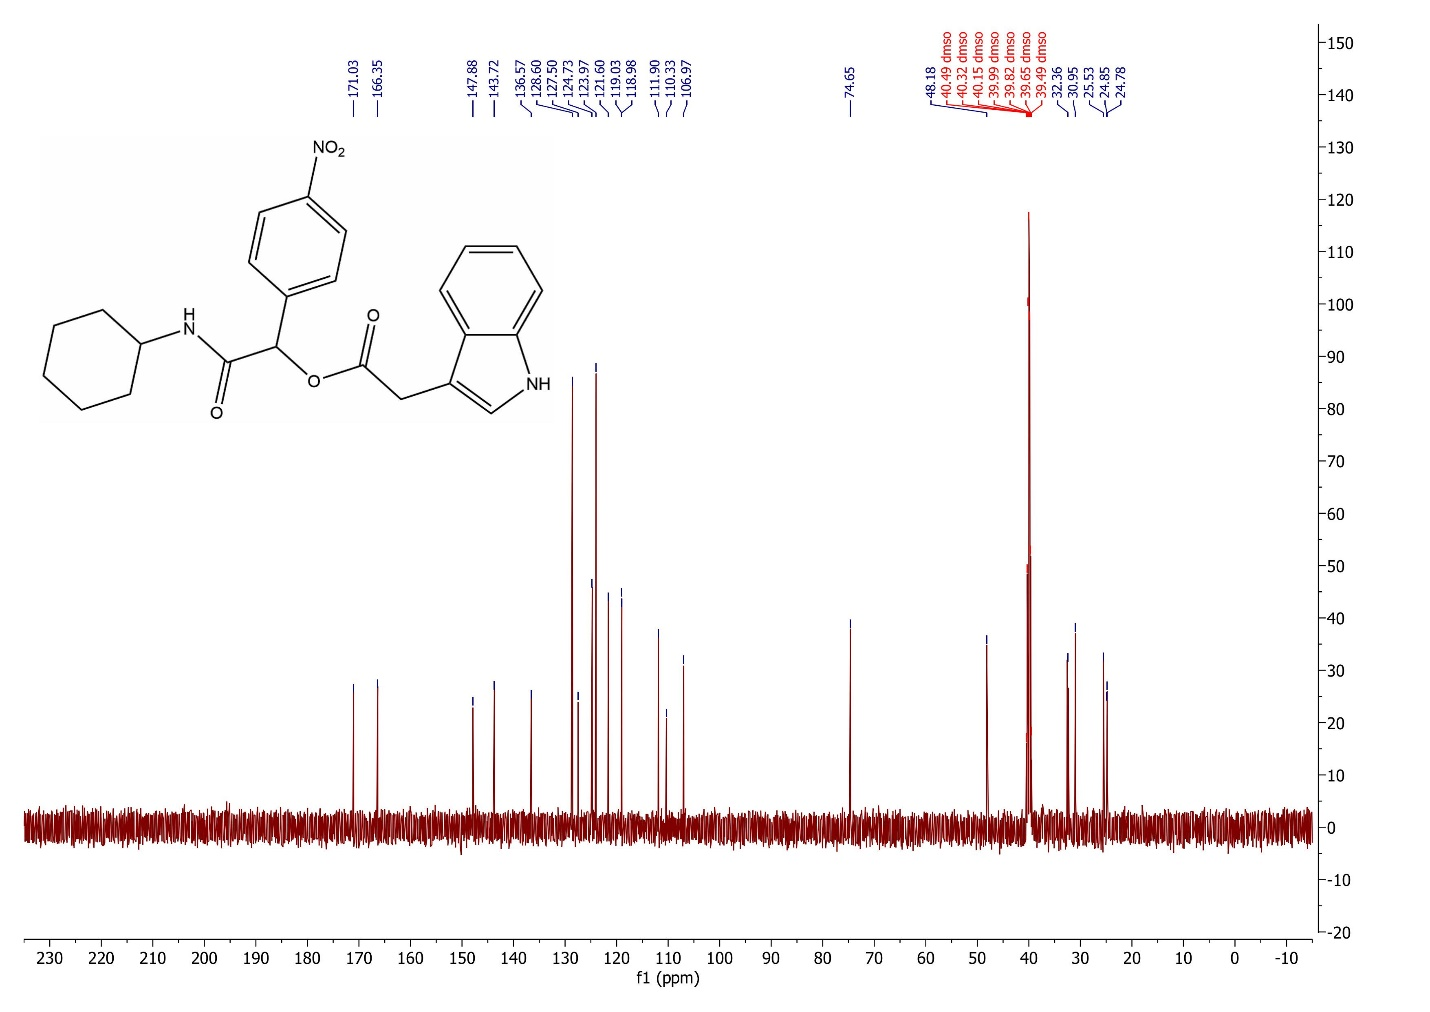 171.03
166.35
147.88
143.72
136.57
128.60
127.50
124.73
123.97
121.60
119.03
118.98
111.90
110.33
106.97
74.65
48.18
40.49 dmso
40.32 dmso
40.15 dmso
39.99 dmso
39.82 dmso
39.65 dmso
39.49 dmso
32.36
30.95
25.53
24.85
24.78
NO2
H
N
O
O
O
NH
150
140
130
120
110
100
90
80
70
60
50
40
30
20
10
0
-10
-20
230 220 210 200 190 180 170 160 150 140 130 120 110 100 90 80 70 60 50 40 30 20 10 0 -10
f1 (ppm)